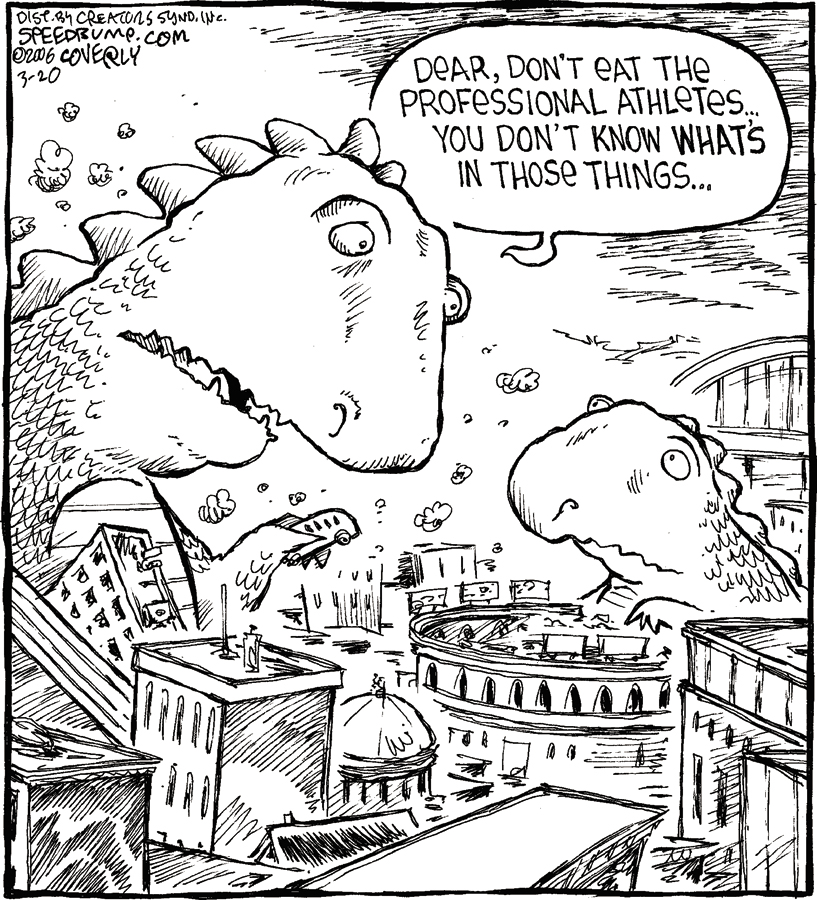 DIST. BY CREATORS SYND, INC.
SPEEDBUMP.COM
©2006 COVERLY
3-20
DEAR, DON'T EAT THE
PROFESSIONAL ATHLETES...
YOU DON'T KNOW WHAT'S
IN THOSE THINGS...